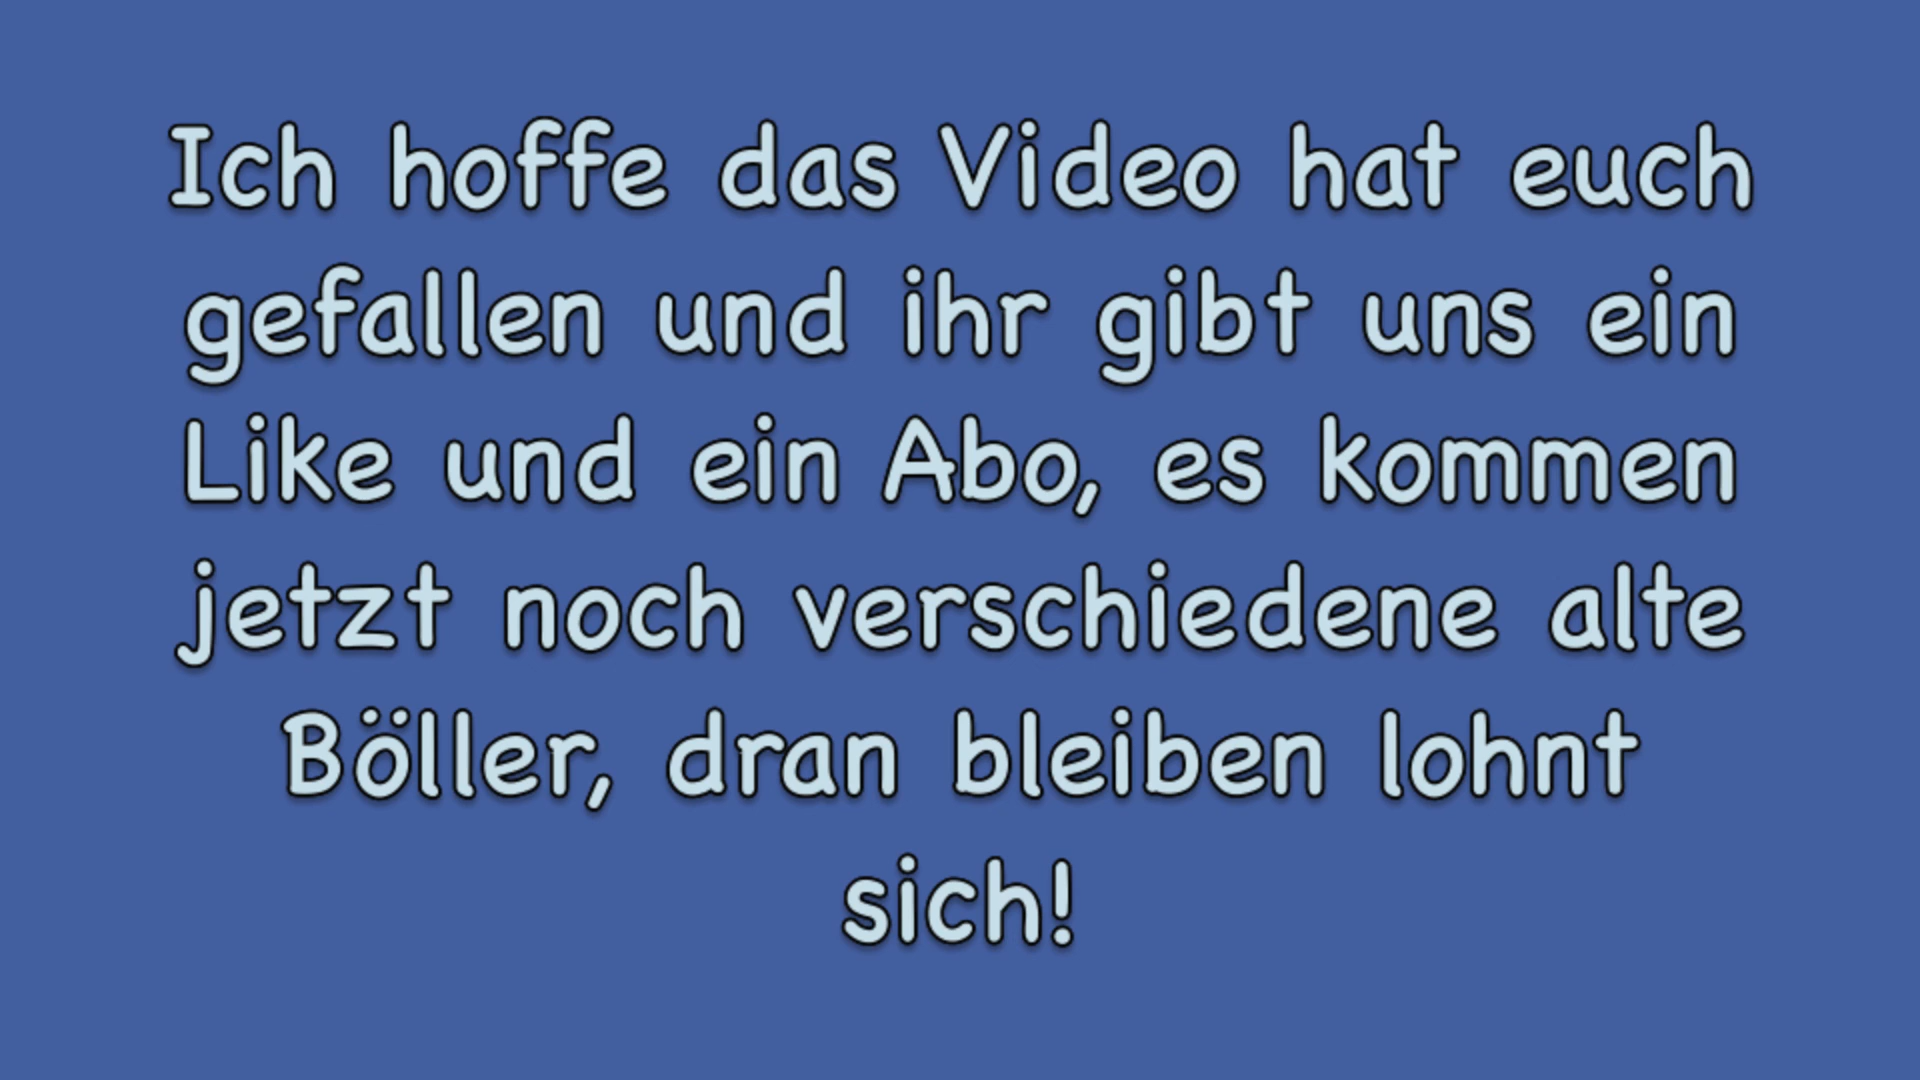 Ich hoffe das Video hat euch
gefallen und ihr gibt uns ein
Like und ein Abo, es kommen
jetzt noch verschiedene alte
Böller, dran bleiben lohnt
sich!